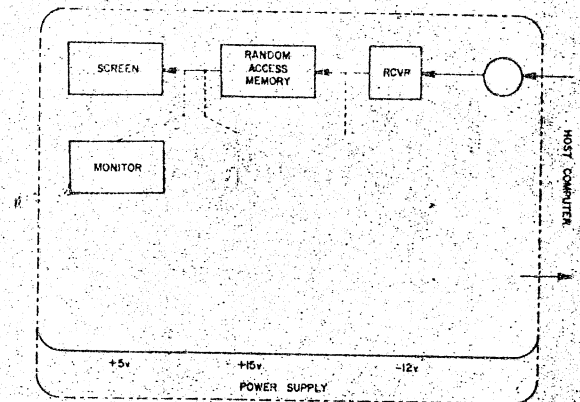 SCREEN
RANDOM
ACCESS
MEMORY
RCVR
MONITOR
HOST COMPUTER
+5v
+15v
-12v
POWER SUPPLY